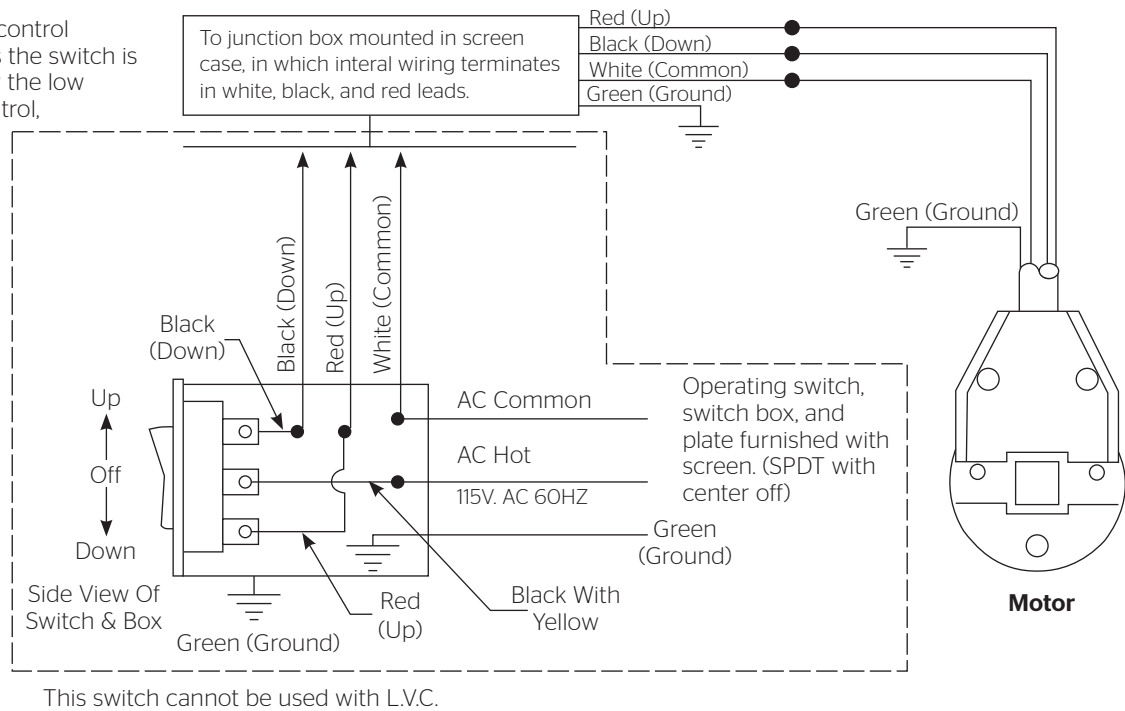 control
s the switch is
the low
trol,
To junction box mounted in screen
case, in which interal wiring terminates
in white, black, and red leads.
Red (Up)
Black (Down)
White (Common)
Green (Ground)
Green (Ground)
Black (Down)
Red (Up)
White (Common)
Black
(Down)
Up
Off
Down
AC Common
AC Hot
115V. AC 60HZ
Green
(Ground)
Operating switch,
switch box, and
plate furnished with
screen. (SPDT with
center off)
Side View Of
Switch & Box
Green (Ground)
Red
(Up)
Black With
Yellow
Motor
This switch cannot be used with L.V.C.